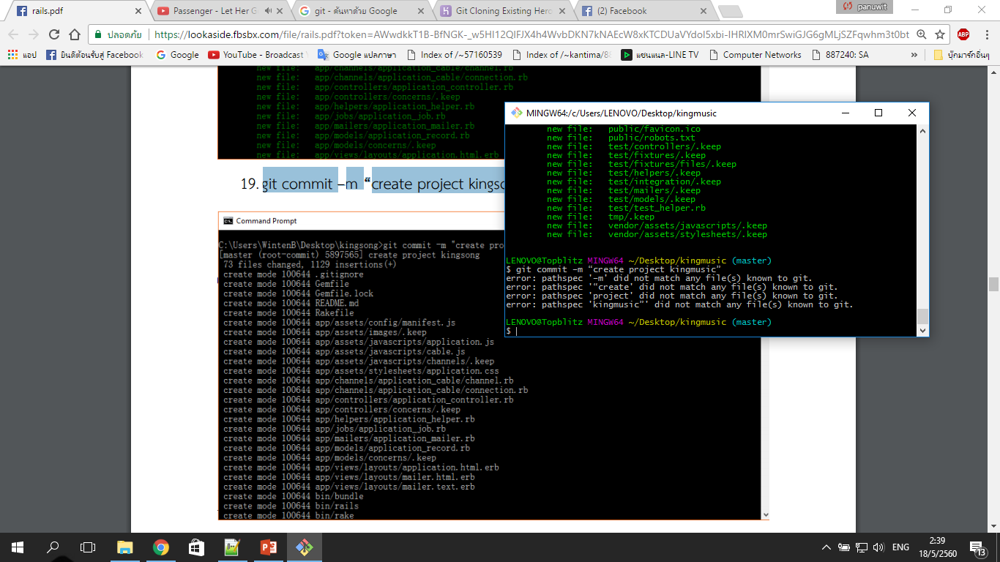 rails.pdf
Passenger - Let Her G
git - ค้นหาด้วย Google
Git Cloning Existing Herc
(2) Facebook
panuwit
ปลอดภัย
https://lookaside.fbsbx.com/file/rails.pdf?token=AWwdkkT1B-BfNGK-_w5HI12QIFJX4h4WvbDKN7kNAEcW8xKTCDUaVYdoI5xbi-IHRIXM0mrSwiGJG6gMLjSZFqwhm3t0bt
ABP
แอป
ยินดีต้อนรับสู่ Facebook
Google
YouTube - Broadcast
Google แปลภาษา
Index of /~57160539
Index of /~kantima/88
แชนแนล-LINE TV
Computer Networks
887240: SA
»
บุ๊กมาร์กอื่นๆ
new file: app/channels/application_cable/channel.rb
new file: app/channels/application_cable/connection.rb
new file: app/controllers/application_controller.rb
new file: app/controllers/concerns/.keep
new file: app/helpers/application_helper.rb
new file: app/jobs/application_job.rb
new file: app/mailers/application_mailer.rb
new file: app/models/application_record.rb
new file: app/models/concerns/.keep
new file: app/views/layouts/application.html.erb
19. git commit –m “create project kingso
Command Prompt
C:\Users\WintenB\Desktop\kingsong>git commit -m "create pro
[master (root-commit) 5897565] create project kingsong
73 files changed, 1129 insertions(+)
create mode 100644 .gitignore
create mode 100644 Gemfile
create mode 100644 Gemfile.lock
create mode 100644 README.md
create mode 100644 Rakefile
create mode 100644 app/assets/config/manifest.js
create mode 100644 app/assets/images/.keep
create mode 100644 app/assets/javascripts/application.js
create mode 100644 app/assets/javascripts/cable.js
create mode 100644 app/assets/javascripts/channels/.keep
create mode 100644 app/assets/stylesheets/application.css
create mode 100644 app/channels/application_cable/channel.rb
create mode 100644 app/channels/application_cable/connection.rb
create mode 100644 app/controllers/application_controller.rb
create mode 100644 app/controllers/concerns/.keep
create mode 100644 app/helpers/application_helper.rb
create mode 100644 app/jobs/application_job.rb
create mode 100644 app/mailers/application_mailer.rb
create mode 100644 app/models/application_record.rb
create mode 100644 app/models/concerns/.keep
create mode 100644 app/views/layouts/application.html.erb
create mode 100644 app/views/layouts/mailer.html.erb
create mode 100644 app/views/layouts/mailer.text.erb
create mode 100644 bin/bundle
create mode 100644 bin/rails
create mode 100644 bin/rake
MINGW64:/c/Users/LENOVO/Desktop/kingmusic
new file: public/favicon.ico
new file: public/robots.txt
new file: test/controllers/.keep
new file: test/fixtures/.keep
new file: test/fixtures/files/.keep
new file: test/helpers/.keep
new file: test/integration/.keep
new file: test/mailers/.keep
new file: test/models/.keep
new file: test/test_helper.rb
new file: tmp/.keep
new file: vendor/assets/javascripts/.keep
new file: vendor/assets/stylesheets/.keep
LENOVO@Topblitz MINGW64 ~/Desktop/kingmusic (master)
$ git commit –m “create project kingmusic”
error: pathspec '–m' did not match any file(s) known to git.
error: pathspec '“create' did not match any file(s) known to git.
error: pathspec 'project' did not match any file(s) known to git.
error: pathspec 'kingmusic”' did not match any file(s) known to git.
LENOVO@Topblitz MINGW64 ~/Desktop/kingmusic (master)
$
ENG
2:39
18/5/2560
13